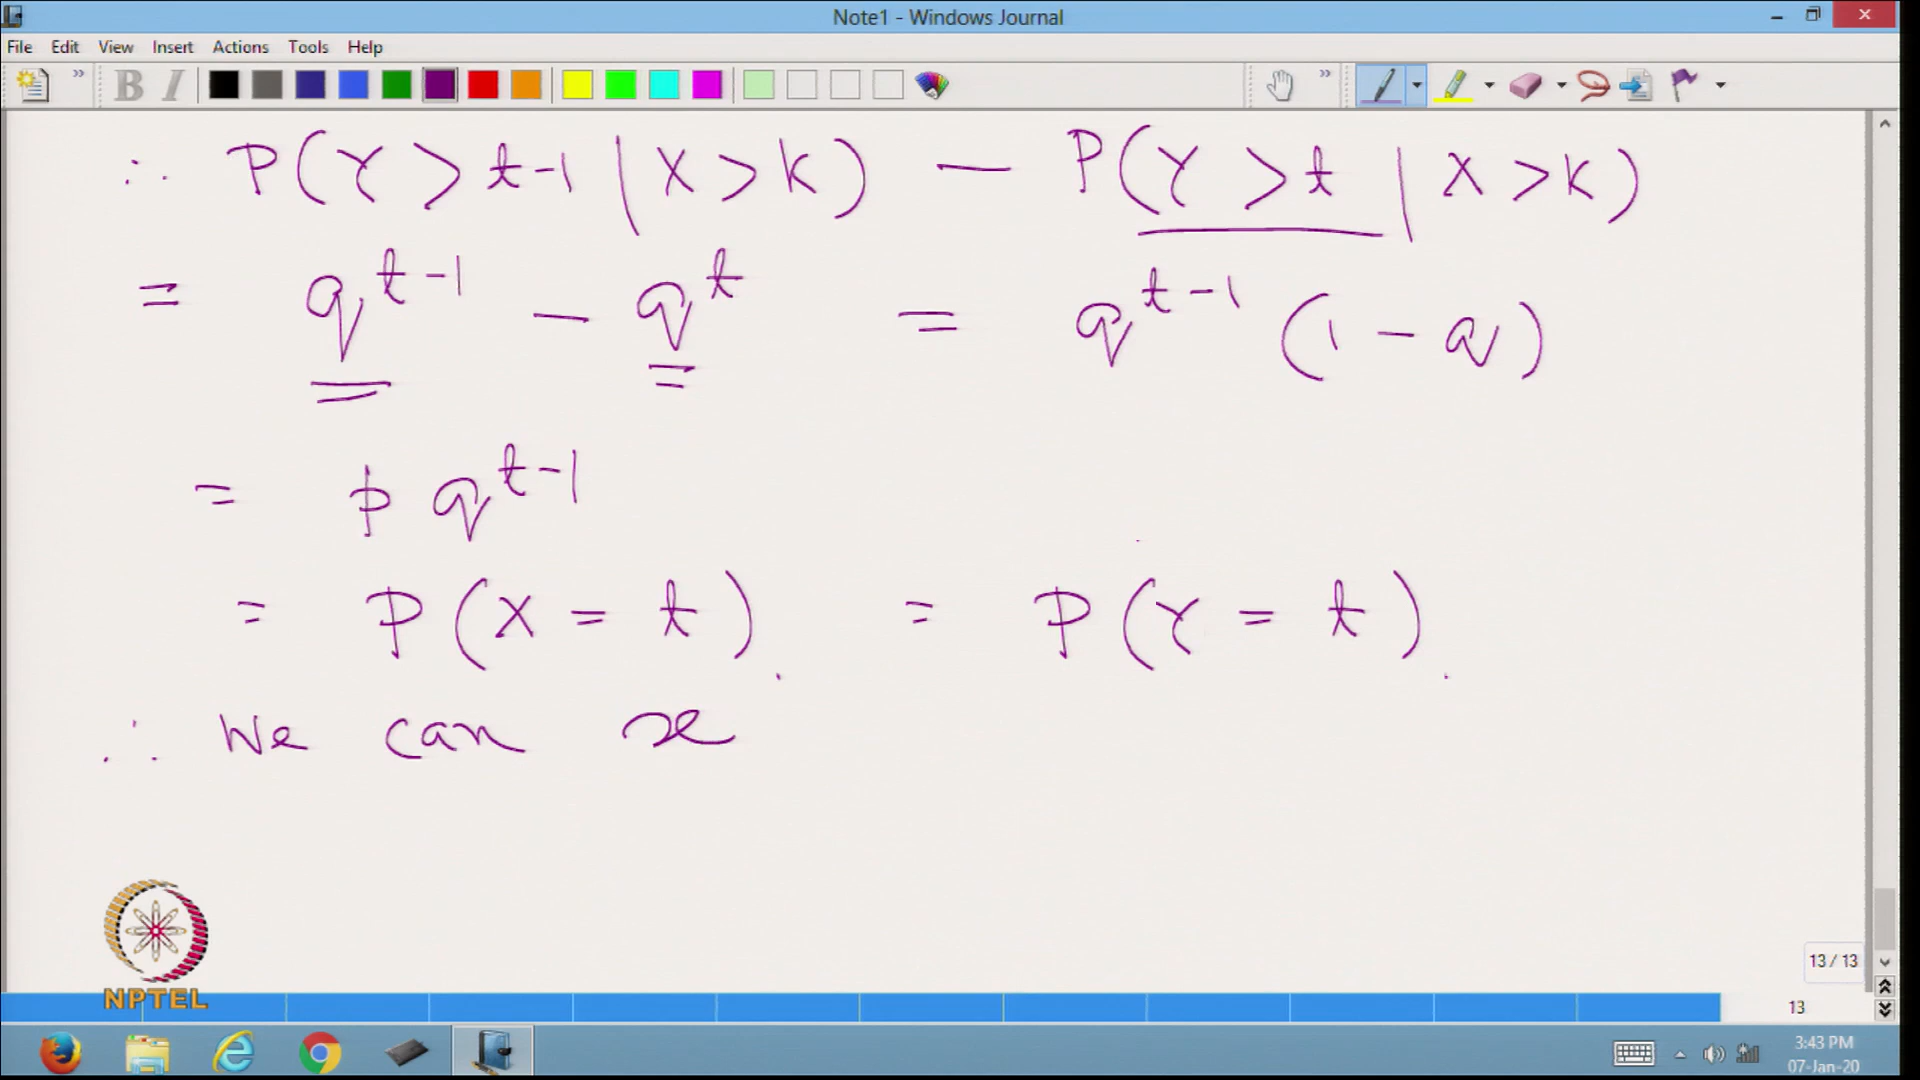 Note1 - Windows Journal
File Edit View Insert Actions Tools Help
B I
∴ P(Y > t-1 | X > k) — P(Y > t | X > k)
= q^{t-1} - q^t = q^{t-1} (1 - q)
= p q^{t-1}
= P(X = t). = P(Y = t).
∴ We can
NPTEL
13 / 13
13
3:43 PM
07-Jan-20